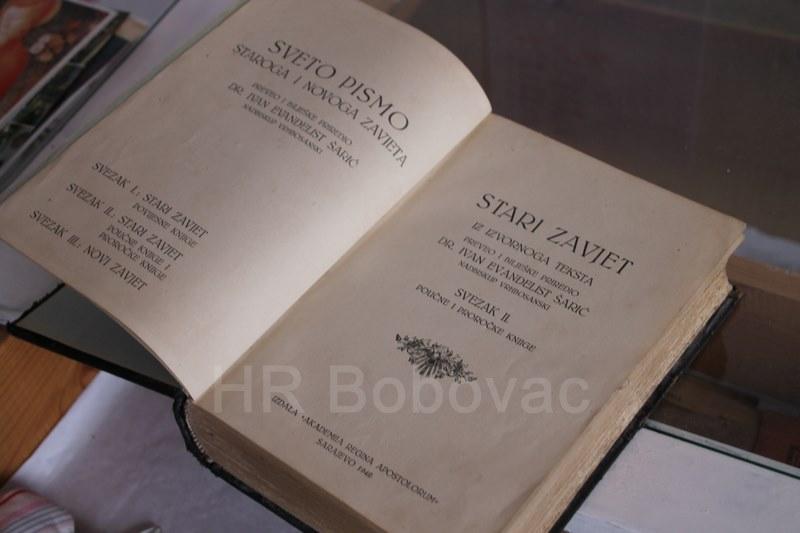 SVETO PISMO
STAROGA I NOVOGA ZAVJETA
PREVEO I BILJEŠKE PRIREDIO
DR. IVAN EVANDELIST ŠARIĆ
NADBISKUP VRHBOSANSKI
SVEZAK I.: STARI ZAVJET
POVIJESNE KNJIGE
SVEZAK II.: STARI ZAVJET
POUČNE KNJIGE I
PROROČKE KNJIGE
SVEZAK III.: NOVI ZAVJET
STARI ZAVJET
IZ IZVORNOGA TEKSTA
PREVEO I BILJEŠKE PRIREDIO
DR. IVAN EVANDELIST ŠARIĆ
NADBISKUP VRHBOSANSKI
SVEZAK II.
POUČNE I PROROČKE KNJIGE
HR Bobovac
IZDALA »AKADEMIJA REGINA APOSTOLORUM«
SARAJEVO 1942